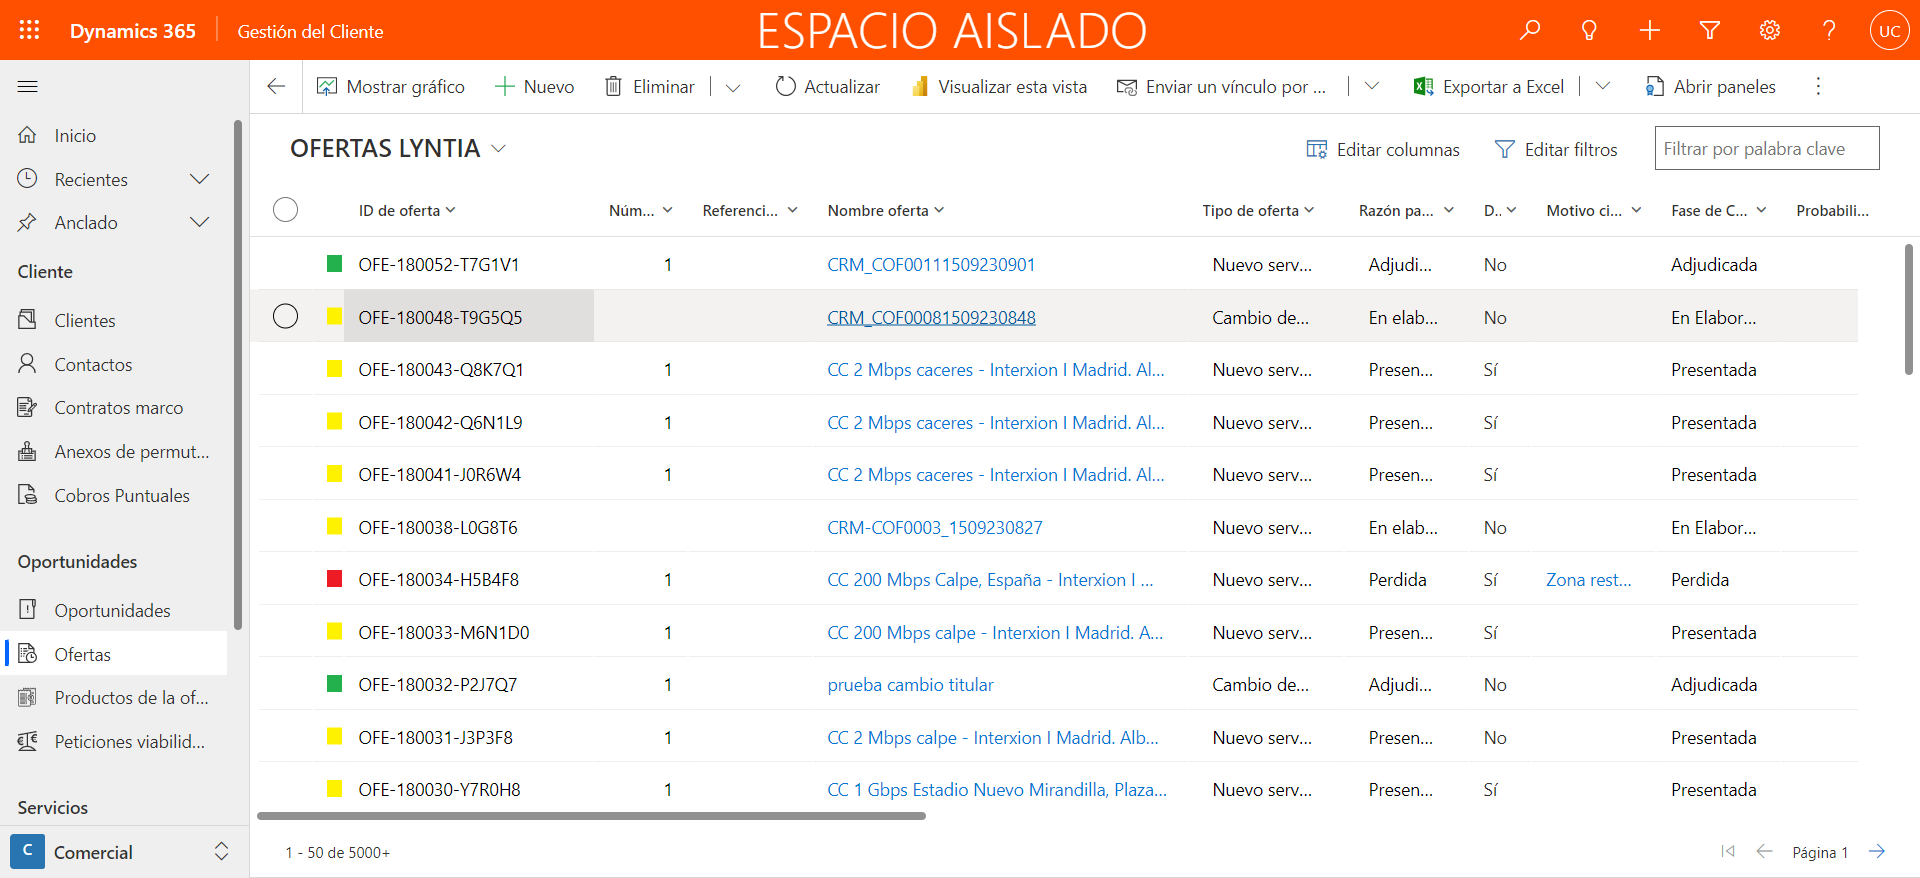 Dynamics 365 Gestión del Cliente ESPACIO AISLADO UC
Mostrar gráfico Nuevo Eliminar Actualizar Visualizar esta vista Enviar un vínculo por ... Exportar a Excel Abrir paneles
Inicio
Recientes
Anclado
Cliente
Clientes
Contactos
Contratos marco
Anexos de permut...
Cobros Puntuales
Oportunidades
Oportunidades
Ofertas
Productos de la of...
Peticiones viabilid...
Servicios
C Comercial
OFERTAS LYNTIA Editar columnas Editar filtros Filtrar por palabra clave
ID de oferta Núm... Referenci... Nombre oferta Tipo de oferta Razón pa... D.. Motivo ci... Fase de C... Probabili...
OFE-180052-T7G1V1 1 CRM_COF00111509230901 Nuevo serv... Adjudi... No Adjudicada
OFE-180048-T9G5Q5 CRM_COF00081509230848 Cambio de... En elab... No En Elabor...
OFE-180043-Q8K7Q1 1 CC 2 Mbps caceres - Interxion I Madrid. Al... Nuevo serv... Presen... Sí Presentada
OFE-180042-Q6N1L9 1 CC 2 Mbps caceres - Interxion I Madrid. Al... Nuevo serv... Presen... Sí Presentada
OFE-180041-J0R6W4 1 CC 2 Mbps caceres - Interxion I Madrid. Al... Nuevo serv... Presen... Sí Presentada
OFE-180038-L0G8T6 CRM-COF0003_1509230827 Nuevo serv... En elab... No En Elabor...
OFE-180034-H5B4F8 1 CC 200 Mbps Calpe, España - Interxion I ... Nuevo serv... Perdida Sí Zona rest... Perdida
OFE-180033-M6N1D0 1 CC 200 Mbps calpe - Interxion I Madrid. A... Nuevo serv... Presen... Sí Presentada
OFE-180032-P2J7Q7 1 prueba cambio titular Cambio de... Adjudi... No Adjudicada
OFE-180031-J3P3F8 1 CC 2 Mbps calpe - Interxion I Madrid. Alb... Nuevo serv... Presen... No Presentada
OFE-180030-Y7R0H8 1 CC 1 Gbps Estadio Nuevo Mirandilla, Plaza... Nuevo serv... Presen... Sí Presentada
1 - 50 de 5000+ Página 1